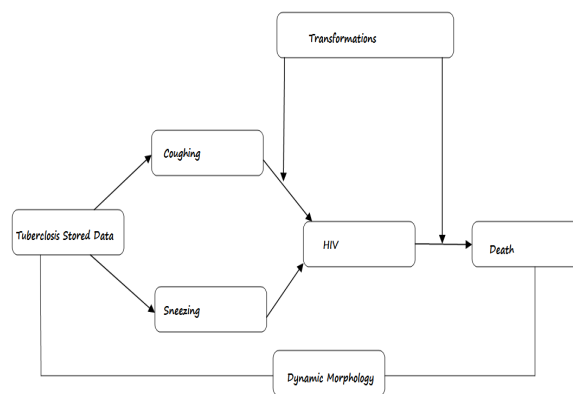 Transformations
Coughing
Tuberclosis Stored Data
HIV
Death
Sneezing
Dynamic Morphology